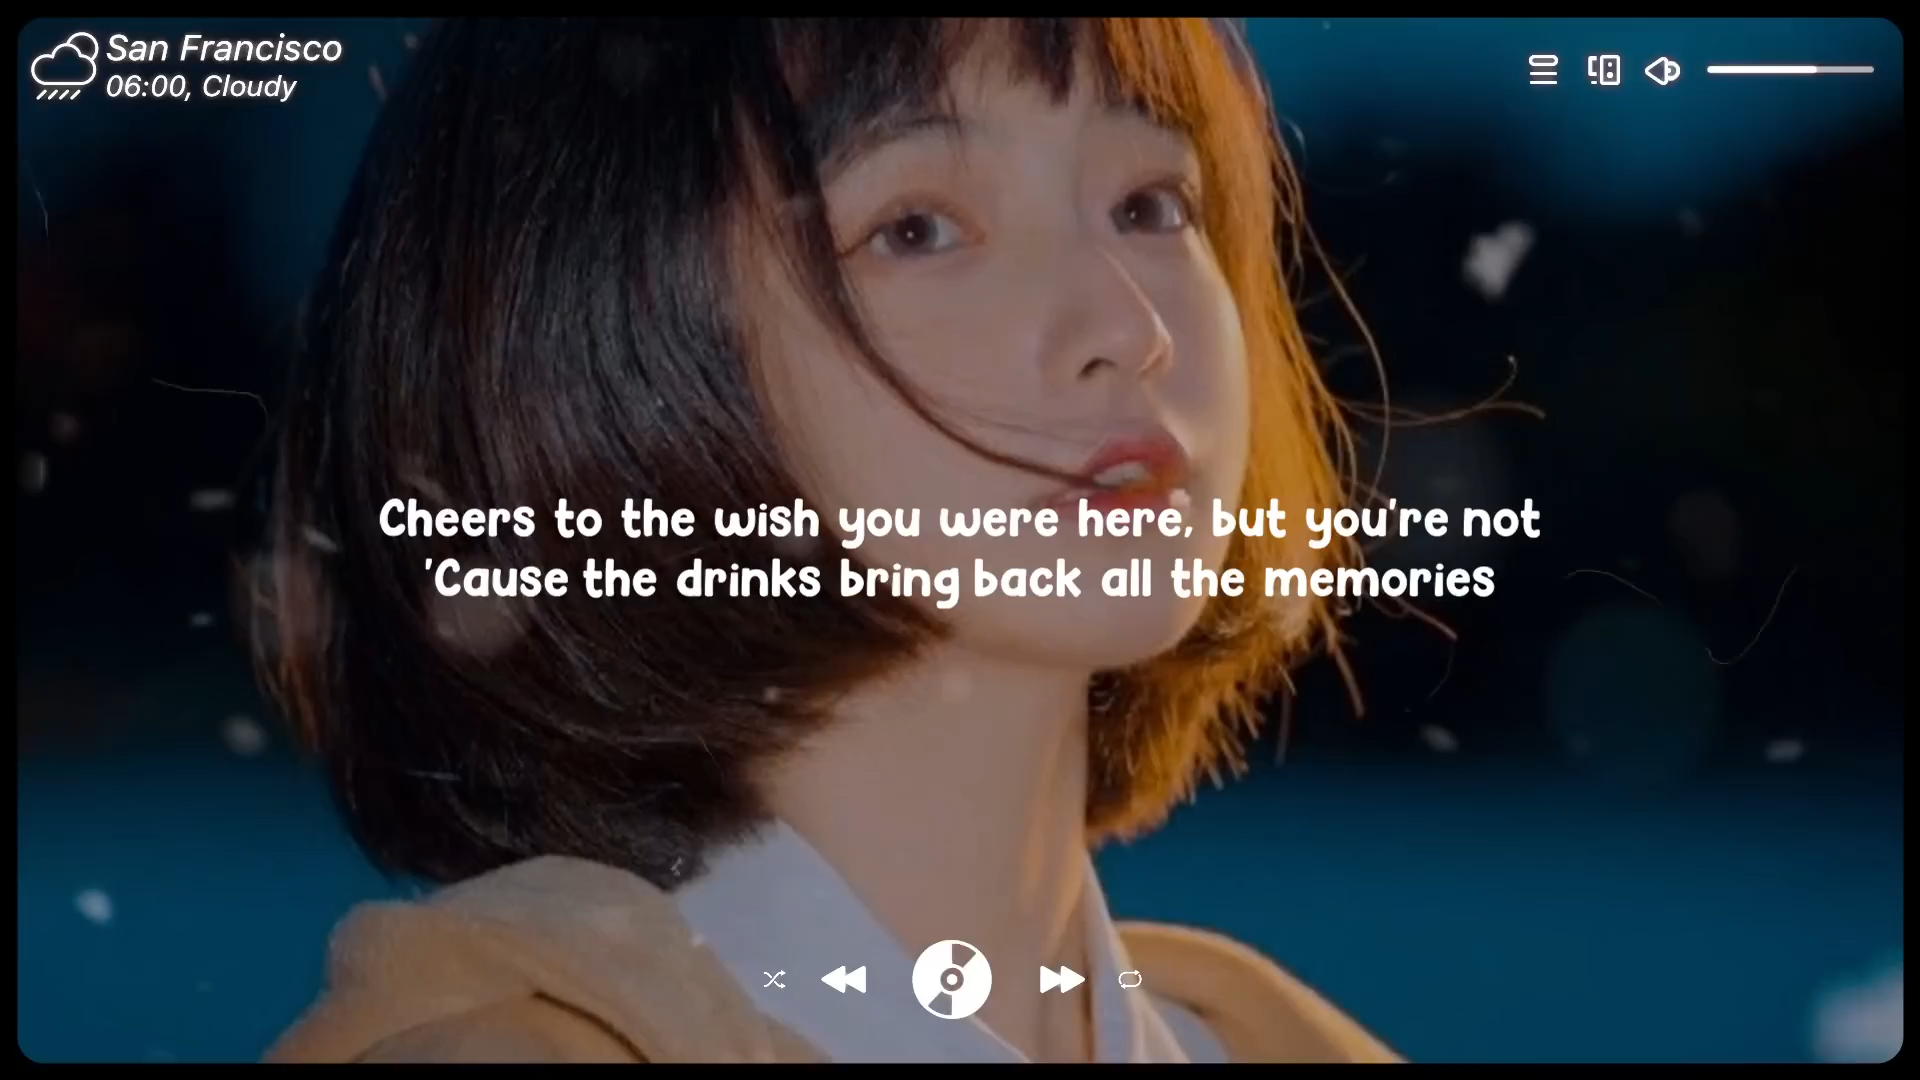 San Francisco
06:00, Cloudy
Cheers to the wish you were here, but you're not
'Cause the drinks bring back all the memories